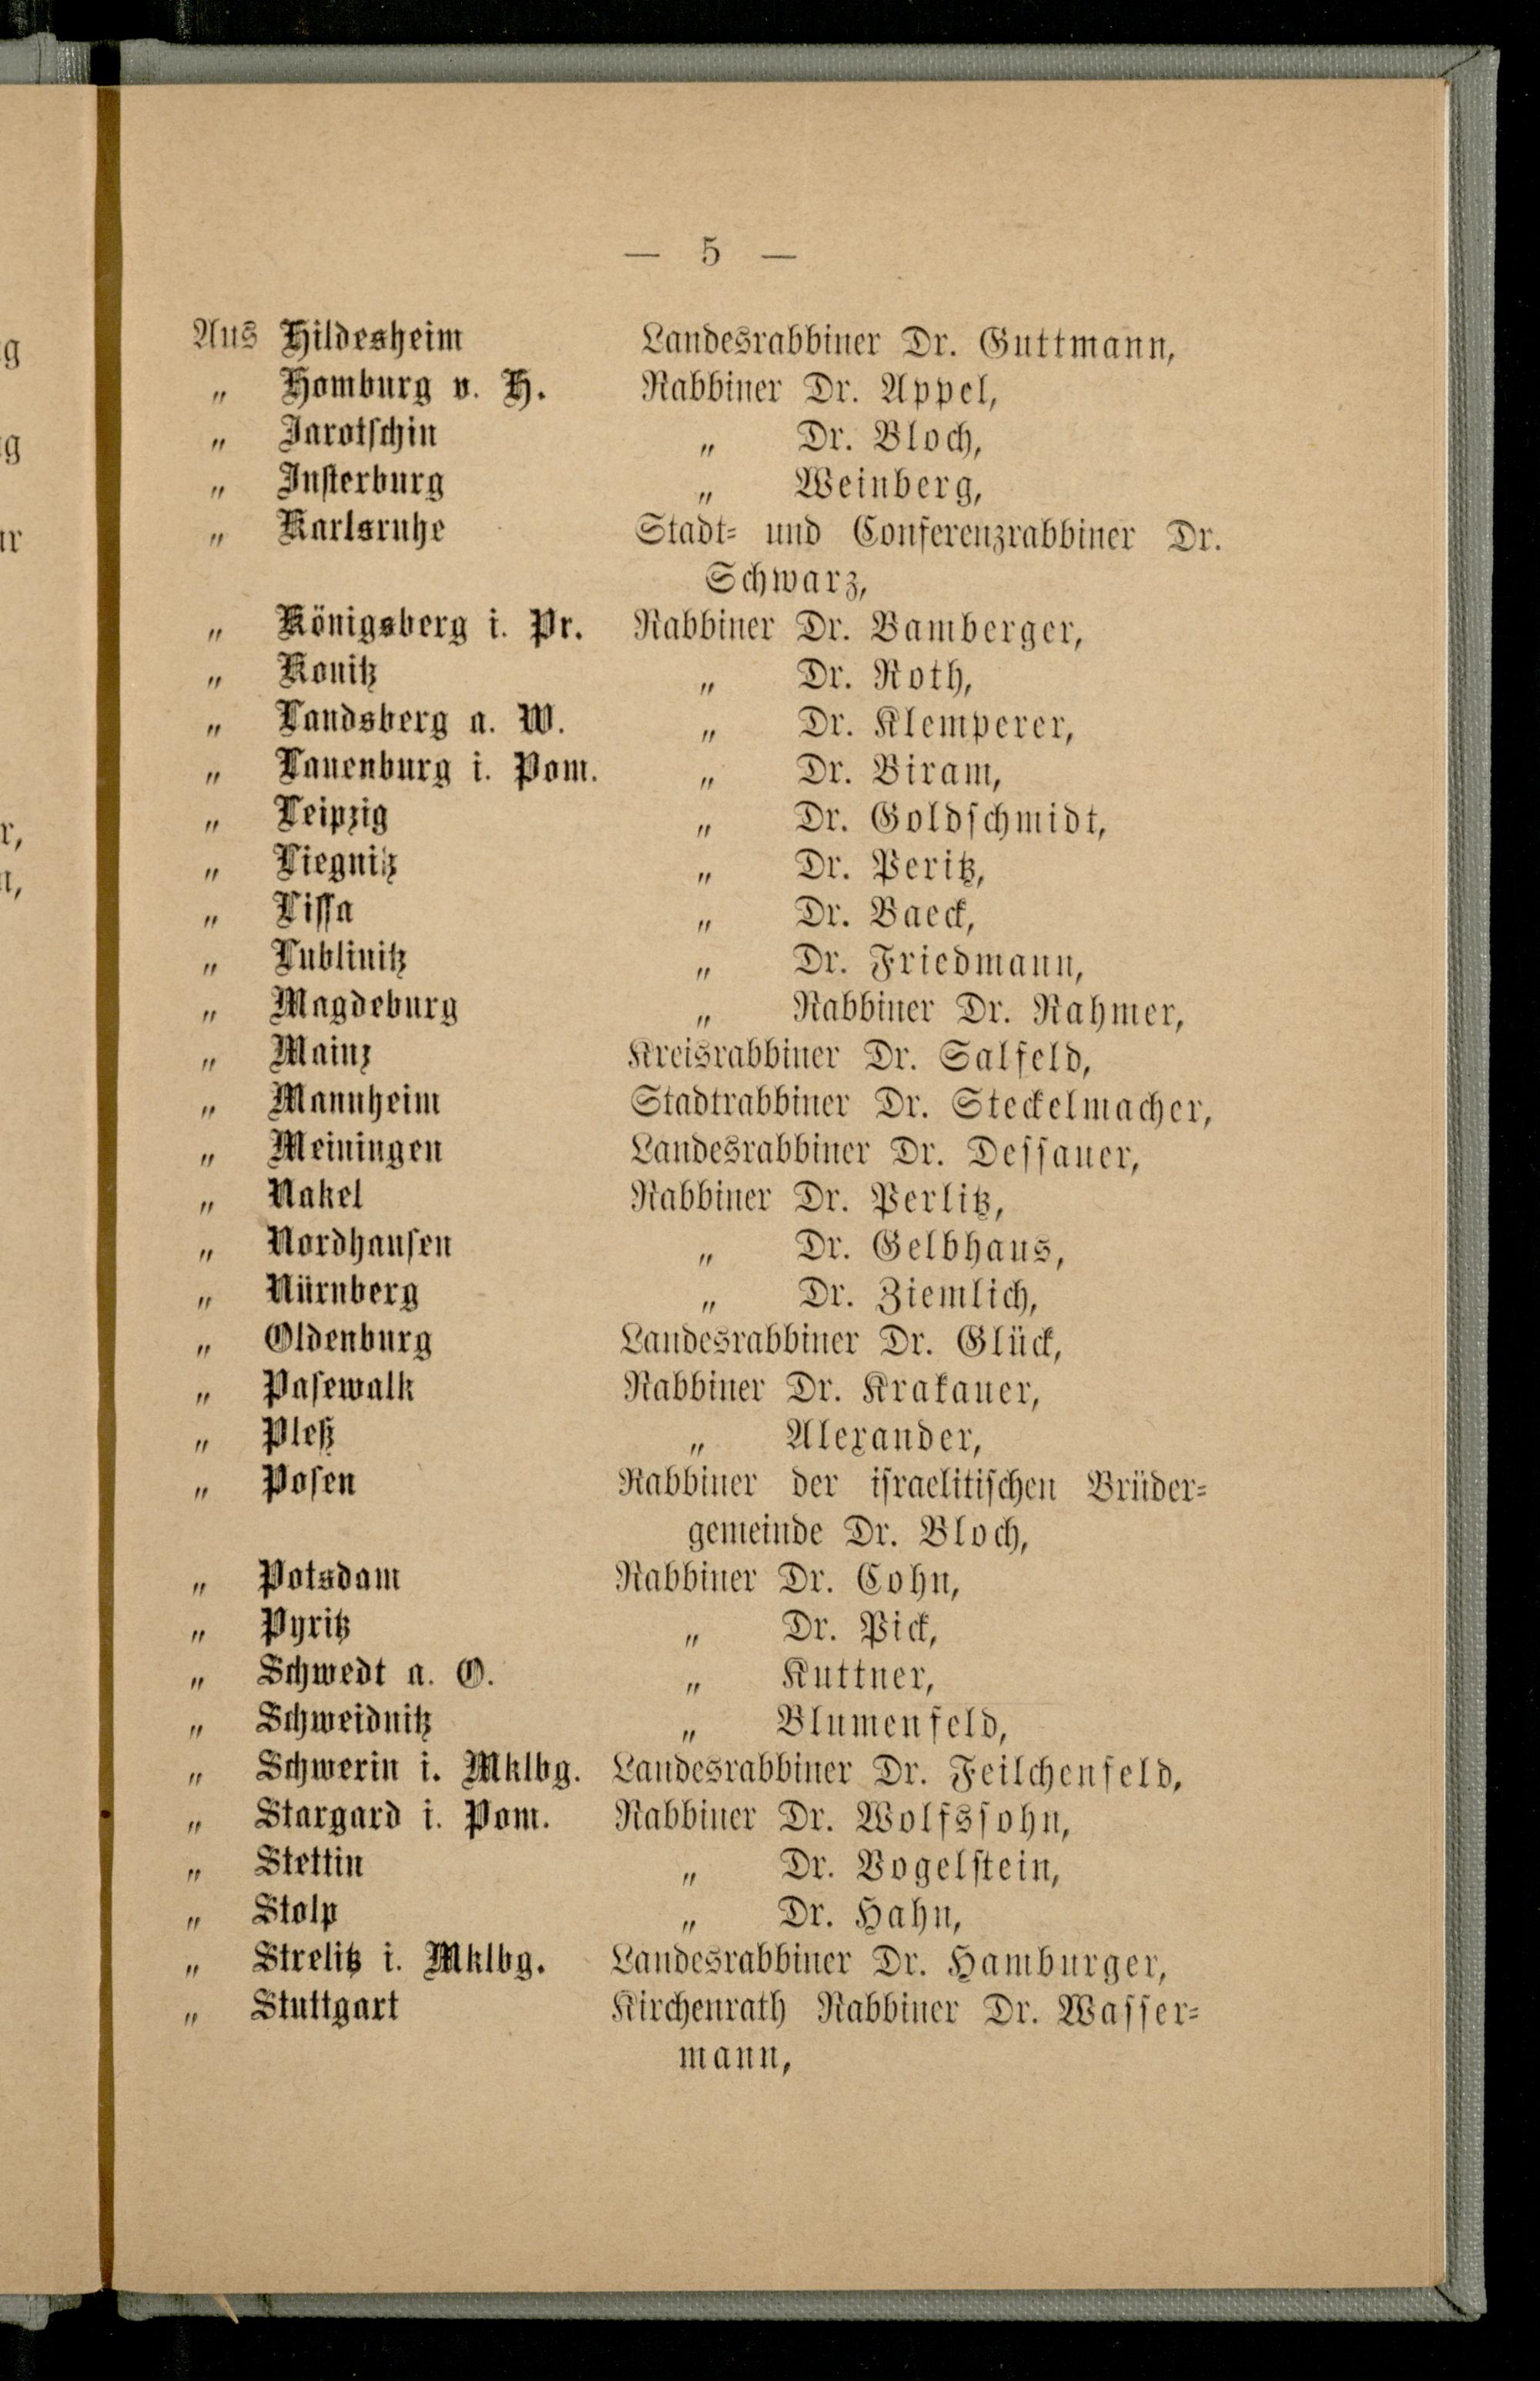 — 5 —
Aus Hildesheim Landesrabbiner Dr. Guttmann,
„ Homburg v. H. Rabbiner Dr. Appel,
„ Jarotschin „ Dr. Bloch,
„ Insterburg „ Weinberg,
„ Karlsruhe Stadt- und Conferenzrabbiner Dr.
Schwarz,
„ Königsberg i. Pr. Rabbiner Dr. Bamberger,
„ Konitz „ Dr. Roth,
„ Landsberg a. W. „ Dr. Klemperer,
„ Lauenburg i. Pom. „ Dr. Biram,
„ Leipzig „ Dr. Goldschmidt,
„ Liegnitz „ Dr. Peritz,
„ Lissa „ Dr. Baeck,
„ Lublinitz „ Dr. Friedmann,
„ Magdeburg „ Rabbiner Dr. Rahmer,
„ Mainz Kreisrabbiner Dr. Salfeld,
„ Mannheim Stadtrabbiner Dr. Steckelmacher,
„ Meiningen Landesrabbiner Dr. Dessauer,
„ Nakel Rabbiner Dr. Perlitz,
„ Nordhausen „ Dr. Gelbhaus,
„ Nürnberg „ Dr. Ziemlich,
„ Oldenburg Landesrabbiner Dr. Glück,
„ Pasewalk Rabbiner Dr. Krakauer,
„ Pleß „ Alexander,
„ Posen Rabbiner der israelitischen Brüder-
gemeinde Dr. Bloch,
„ Potsdam Rabbiner Dr. Cohn,
„ Pyritz „ Dr. Pick,
„ Schwedt a. O. „ Kuttner,
„ Schweidnitz „ Blumenfeld,
„ Schwerin i. Mklbg. Landesrabbiner Dr. Feilchenfeld,
„ Stargard i. Pom. Rabbiner Dr. Wolfssohn,
„ Stettin „ Dr. Vogelstein,
„ Stolp „ Dr. Hahn,
„ Strelitz i. Mklbg. Landesrabbiner Dr. Hamburger,
„ Stuttgart Kirchenrath Rabbiner Dr. Wasser-
mann,